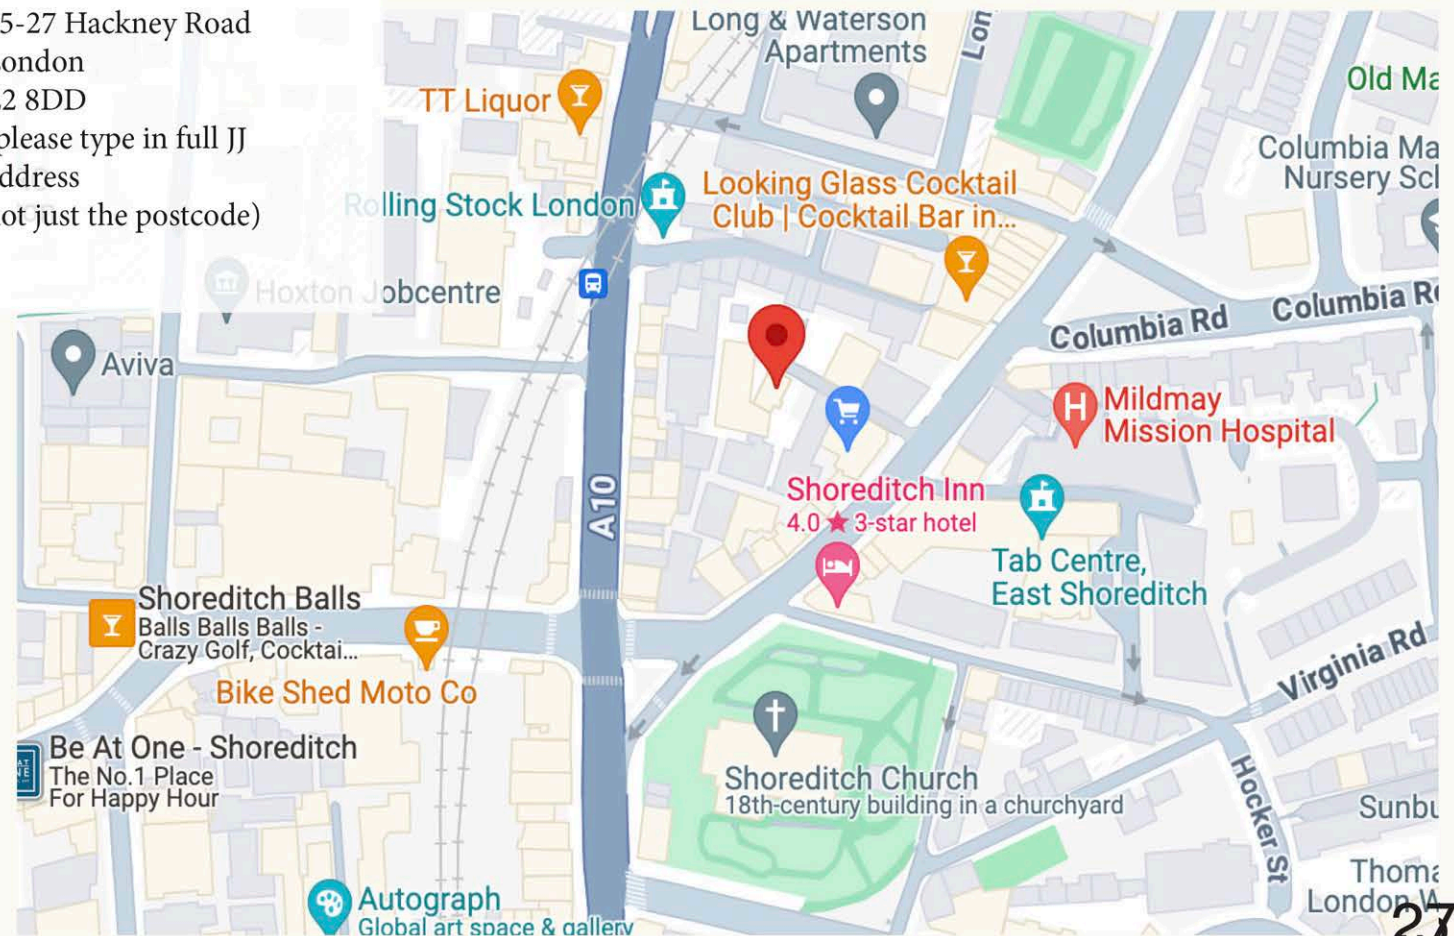 5-27 Hackney Road
ondon
2 8DD
please type in full JJ
ddress
ot just the postcode)
Long & Waterson
Apartments
Lon
TT Liquor
Old Ma
Columbia Ma
Nursery Sch
Rolling Stock London
Looking Glass Cocktail
Club | Cocktail Bar in...
Hoxton Jobcentre
Columbia Rd
Columbia R
Aviva
H
Mildmay
Mission Hospital
A10
Shoreditch Inn
4.0 ★ 3-star hotel
Tab Centre,
East Shoreditch
Shoreditch Balls
Balls Balls Balls -
Crazy Golf, Cocktai...
Bike Shed Moto Co
Virginia Rd
Be At One - Shoreditch
The No.1 Place
For Happy Hour
Shoreditch Church
18th-century building in a churchyard
Hocker St
Sunbu
Autograph
Global art space & gallery
Thoma
London W
27